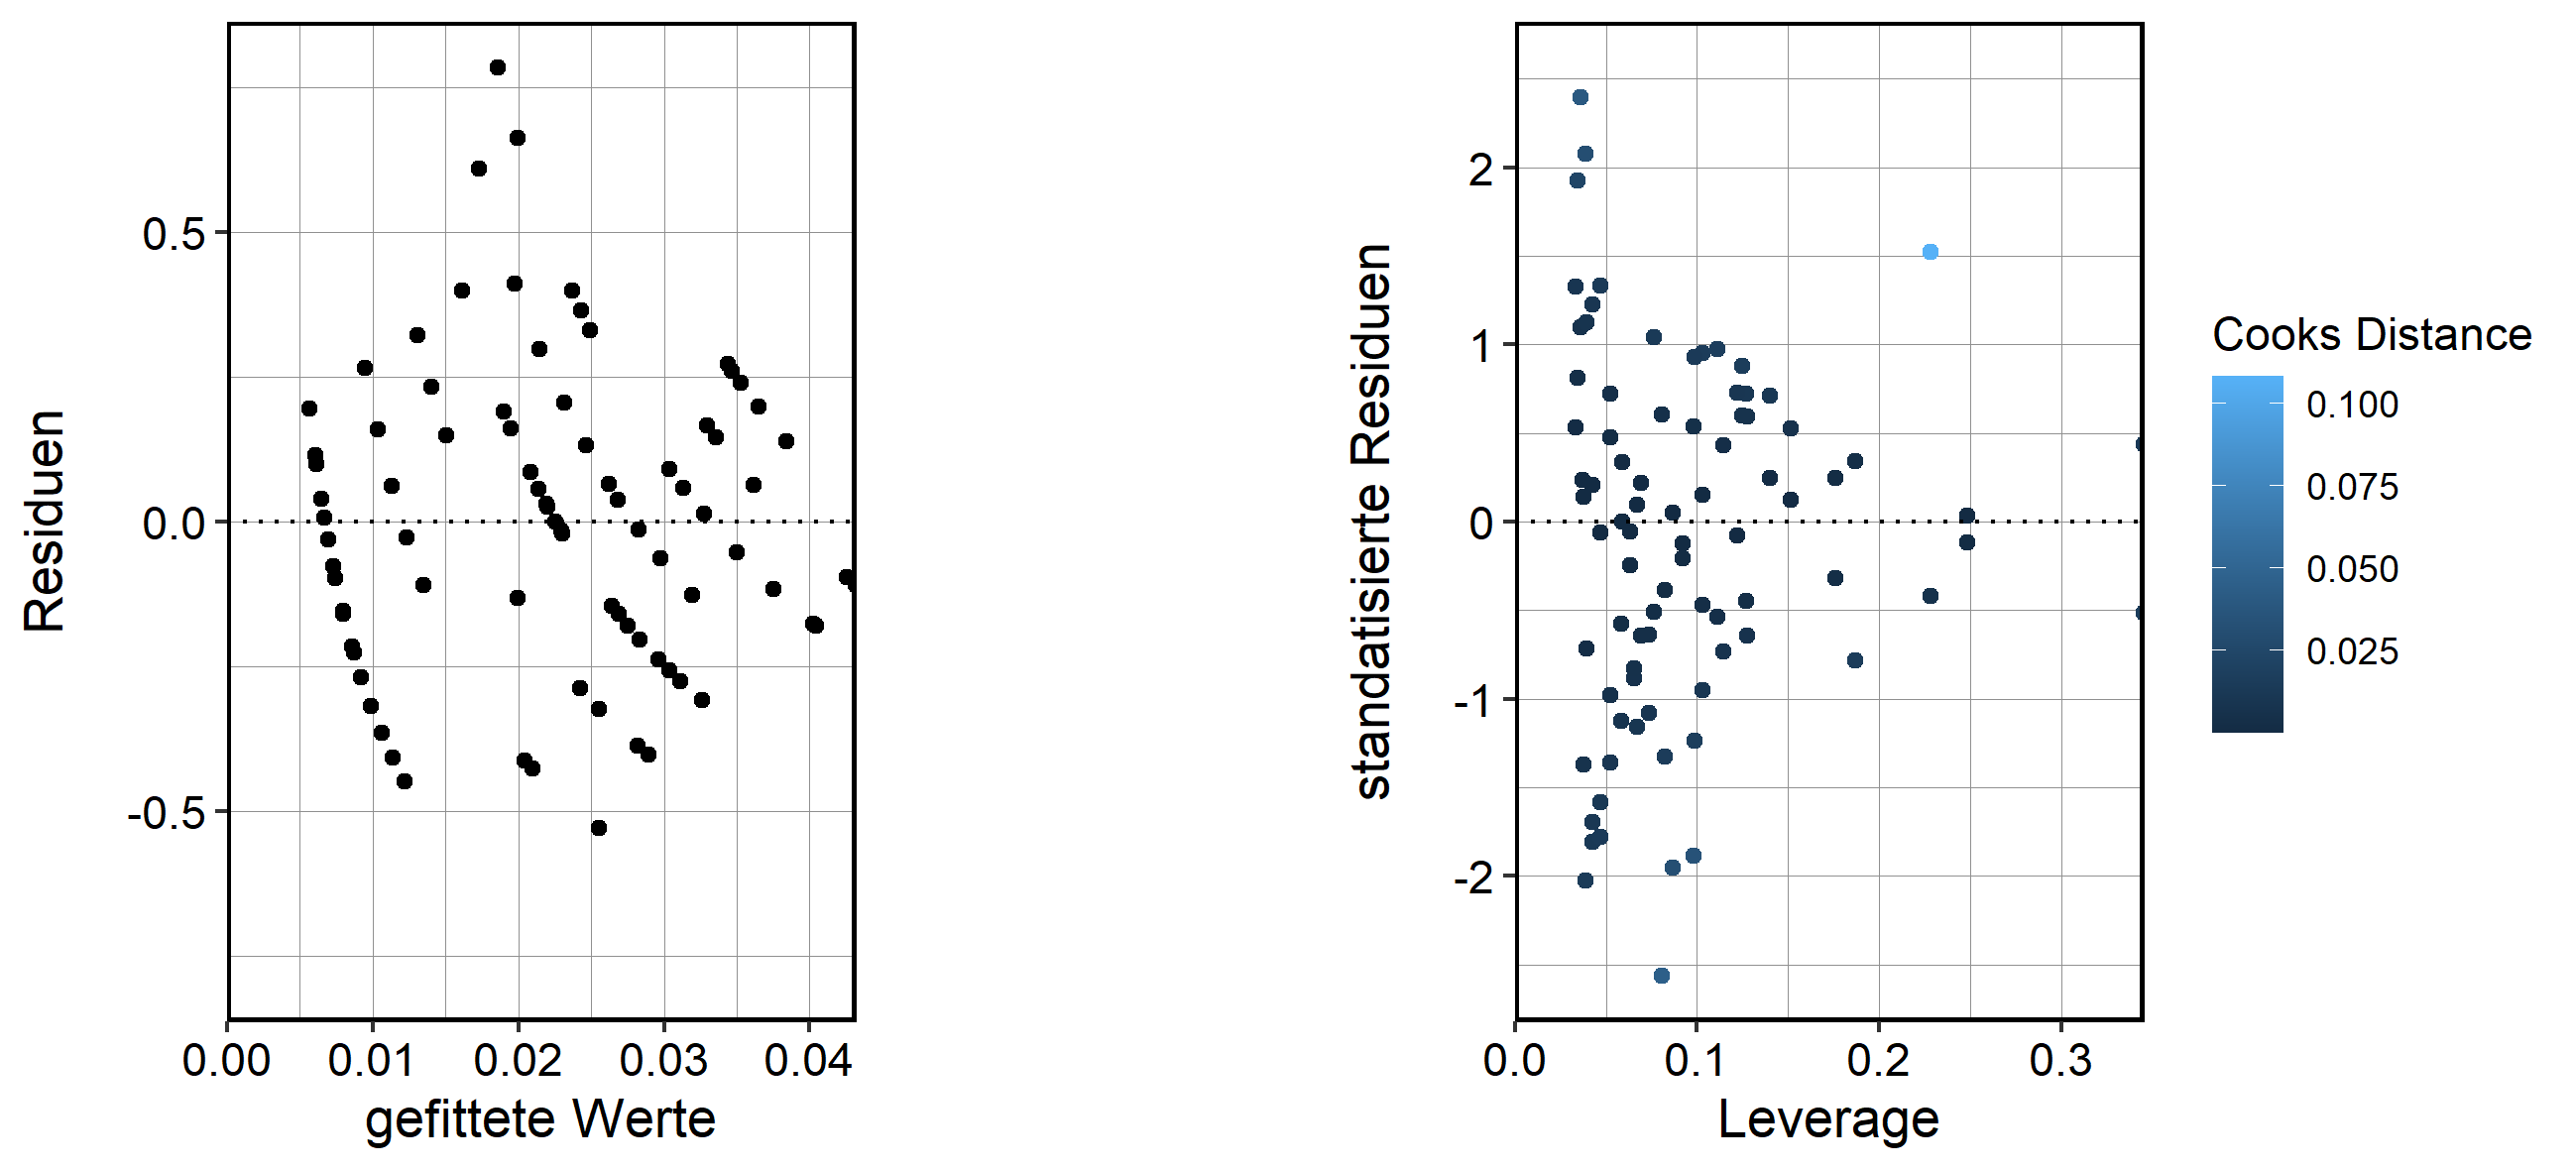 Residuen
0.5
0.0
-0.5
0.00 0.01 0.02 0.03 0.04
gefittete Werte
standatisierte Residuen
2
1
0
-1
-2
0.0 0.1 0.2 0.3
Leverage
Cooks Distance
0.100
0.075
0.050
0.025